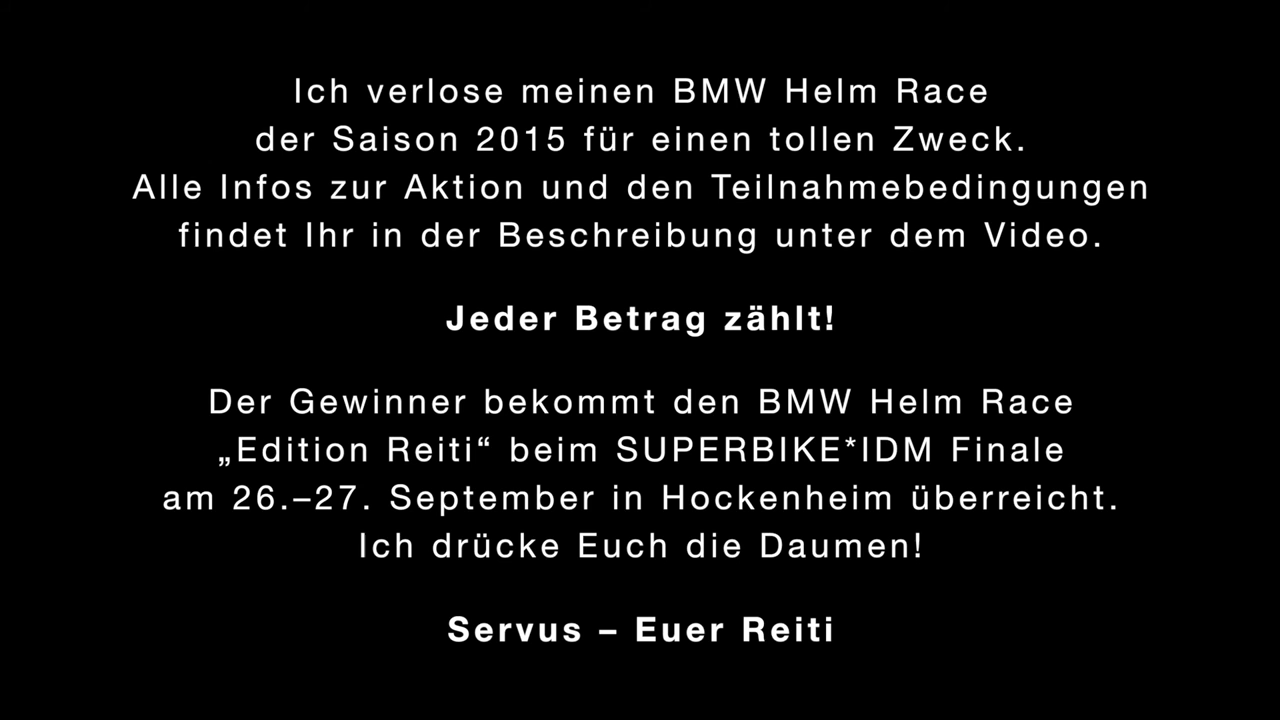 Ich verlose meinen BMW Helm Race
der Saison 2015 für einen tollen Zweck.
Alle Infos zur Aktion und den Teilnahmebedingungen
findet Ihr in der Beschreibung unter dem Video.
Jeder Betrag zählt!
Der Gewinner bekommt den BMW Helm Race
„Edition Reiti“ beim SUPERBIKE*IDM Finale
am 26.–27. September in Hockenheim überreicht.
Ich drücke Euch die Daumen!
Servus – Euer Reiti